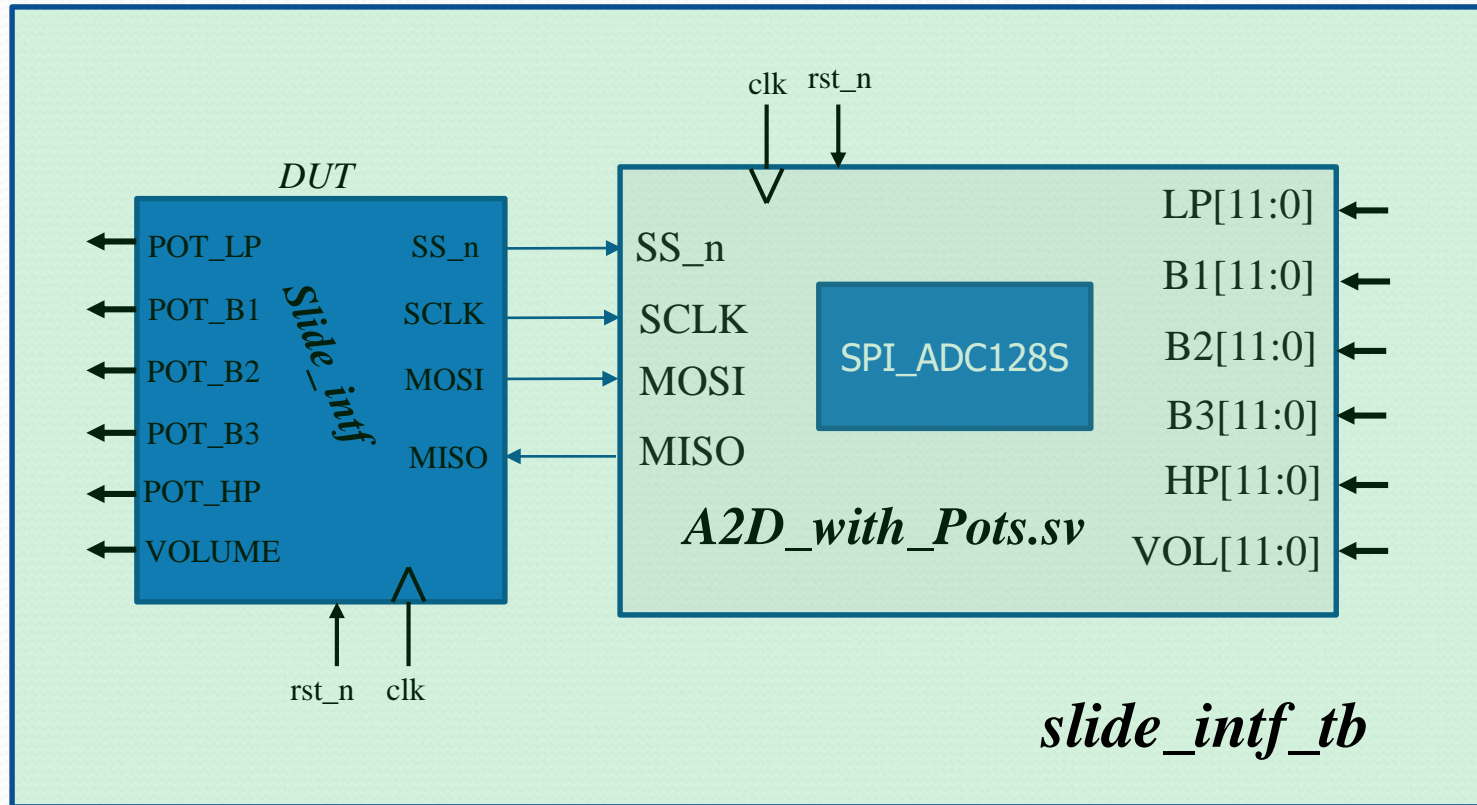 clk rst_n
DUT
POT_LP SS_n
POT_B1 SCLK
POT_B2 MOSI
POT_B3 MISO
POT_HP
VOLUME
Slide_intf
rst_n clk
SS_n
SCLK
MOSI
MISO
SPI_ADC128S
A2D_with_Pots.sv
LP[11:0]
B1[11:0]
B2[11:0]
B3[11:0]
HP[11:0]
VOL[11:0]
slide_intf_tb